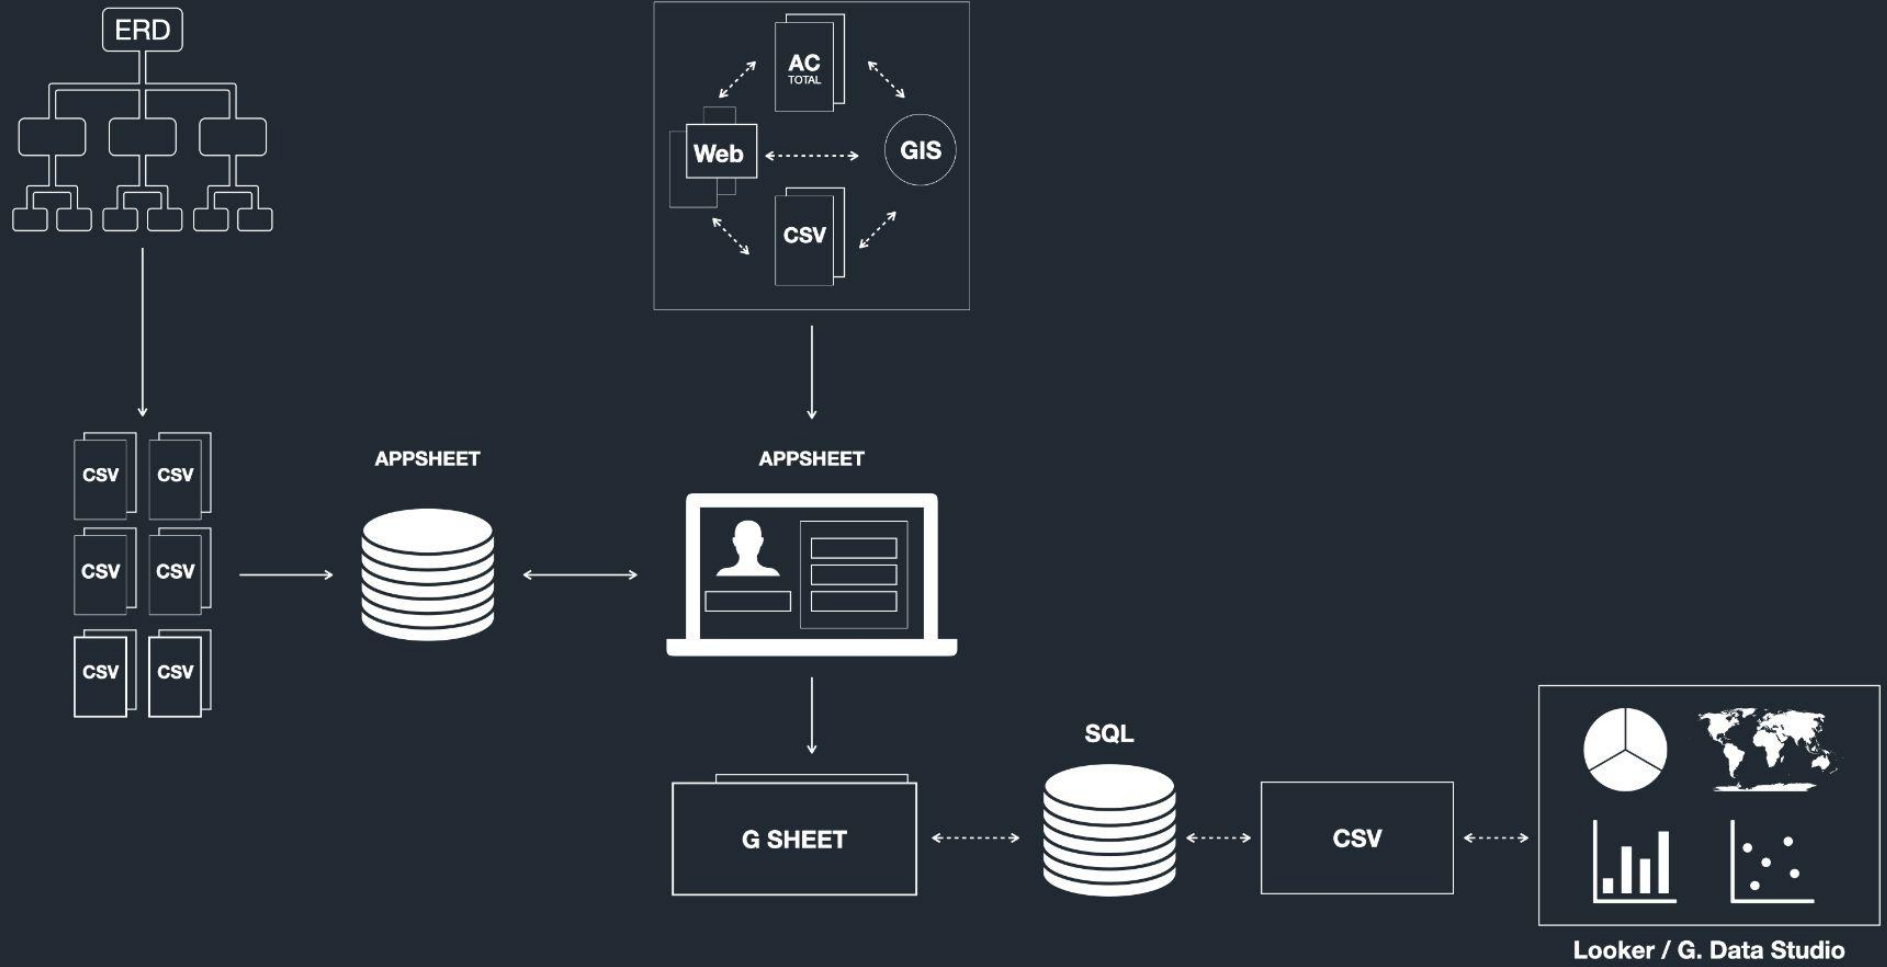 ERD
AC
TOTAL
Web
GIS
CSV
APPSHEET
APPSHEET
CSV
CSV
CSV
CSV
CSV
CSV
SQL
G SHEET
CSV
Looker / G. Data Studio